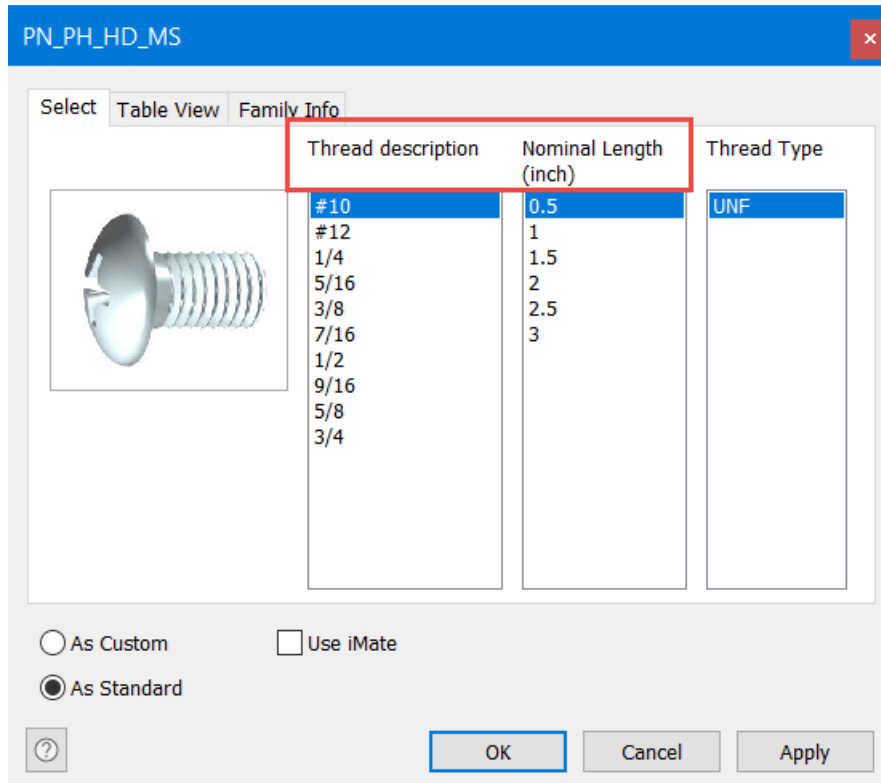 PN_PH_HD_MS
×
Select Table View Family Info
Thread description Nominal Length (inch) Thread Type
#10 0.5 UNF
#12 1
1/4 1.5
5/16 2
3/8 2.5
7/16 3
1/2
9/16
5/8
3/4
As Custom Use iMate
As Standard
? OK Cancel Apply